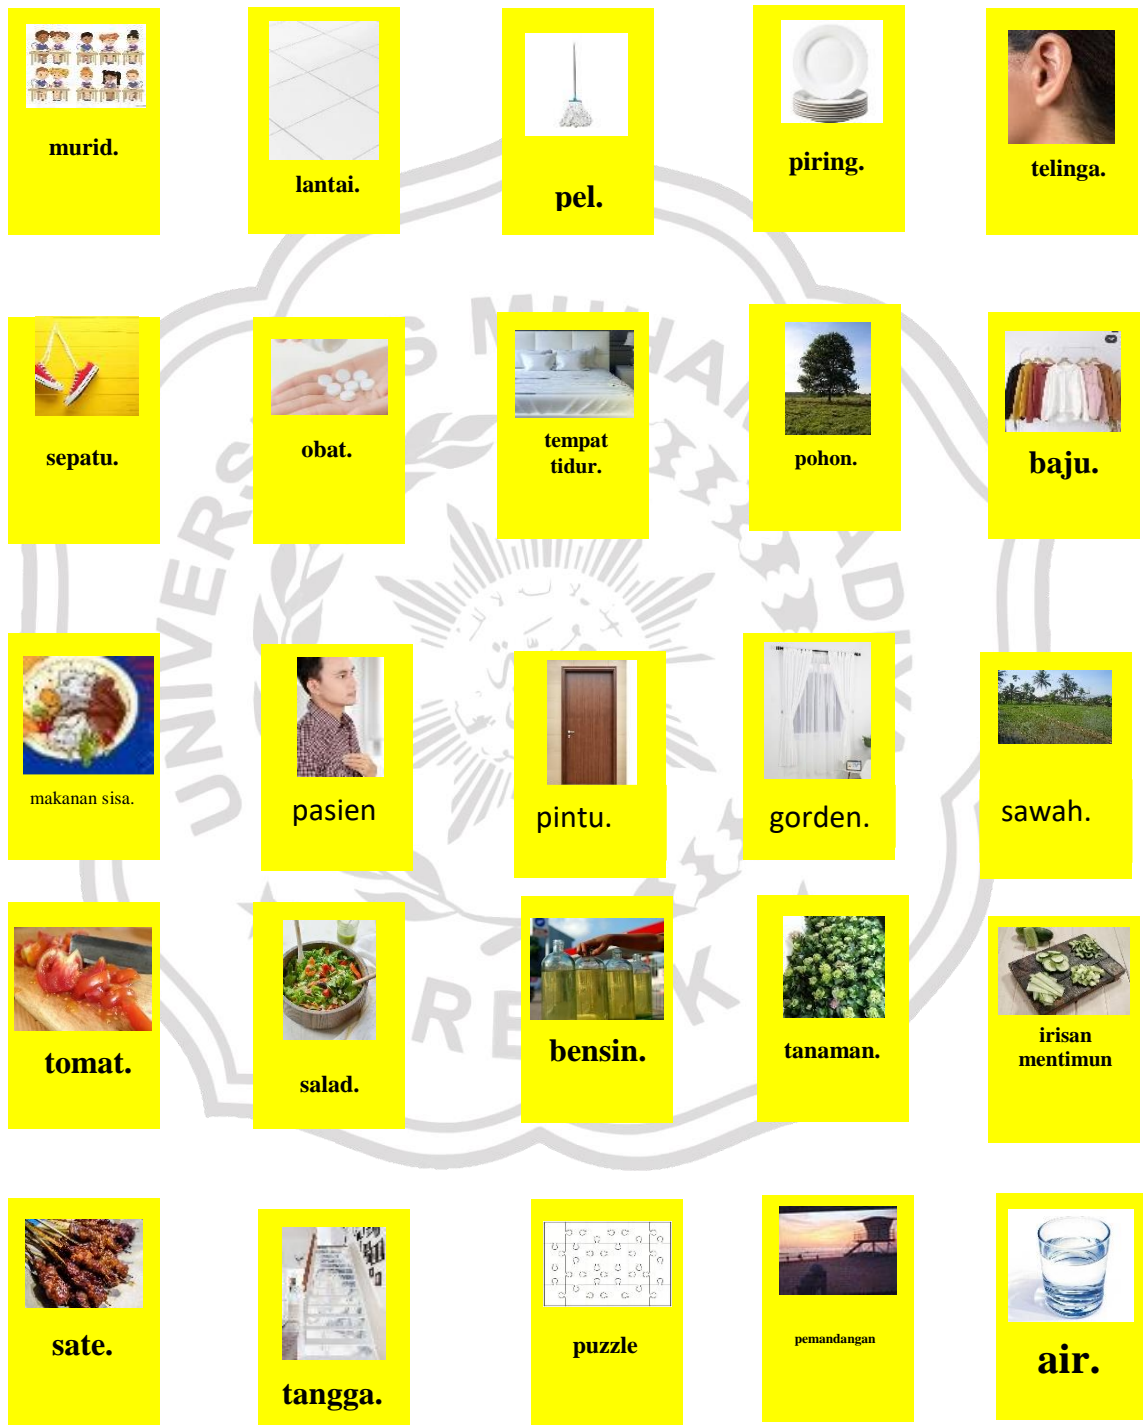 murid.
lantai.
pel.
piring.
telinga.
sepatu.
obat.
tempat
tidur.
pohon.
baju.
makanan sisa.
pasien
pintu.
gorden.
sawah.
tomat.
salad.
bensin.
tanaman.
irisan
mentimun
sate.
tangga.
puzzle
pemandangan
air.